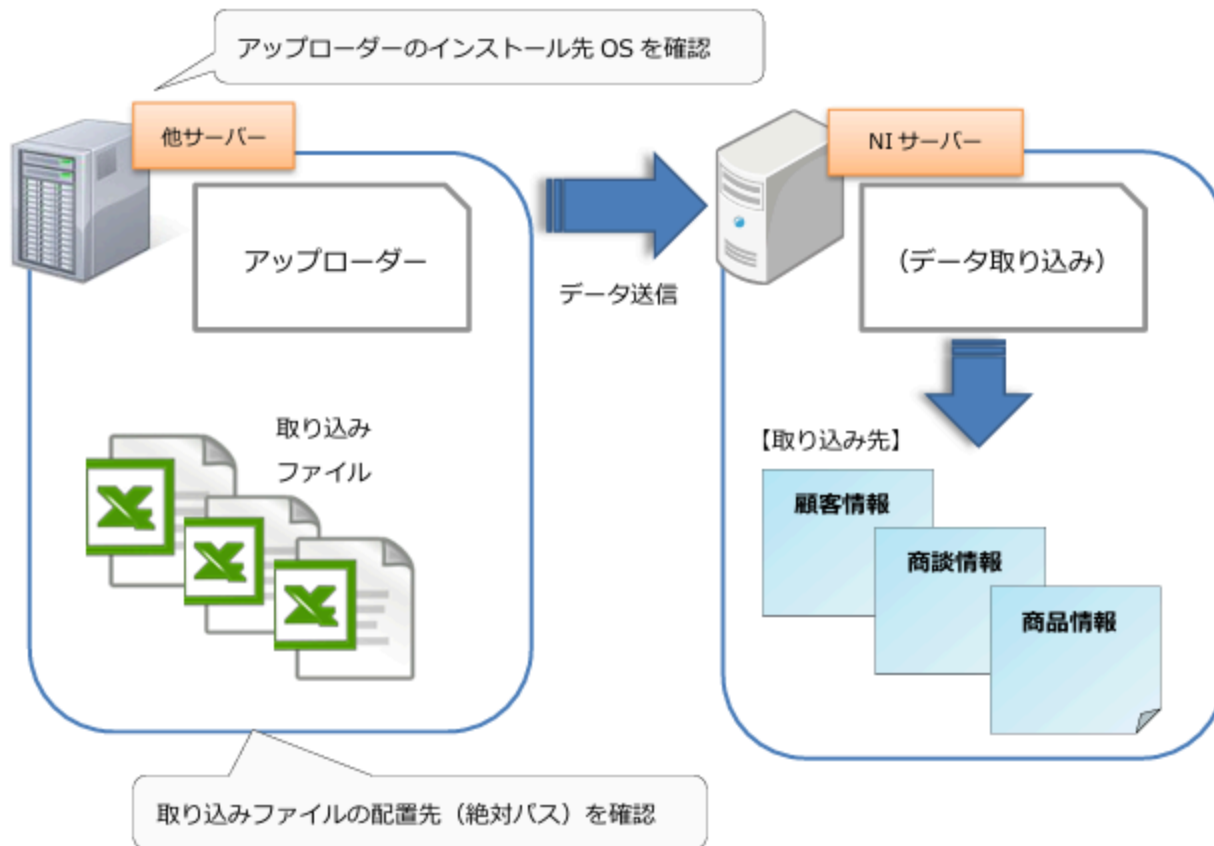 アップローダーのインストール先 OS を確認
他サーバー
NI サーバー
アップローダー
データ送信
（データ取り込み）
取り込み
ファイル
【取り込み先】
顧客情報
商談情報
商品情報
取り込みファイルの配置先（絶対パス）を確認